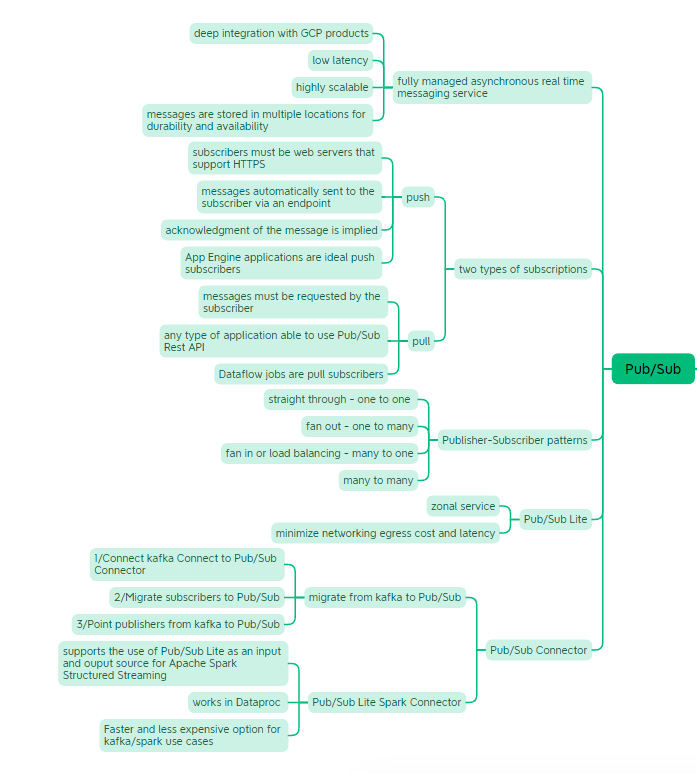 deep integration with GCP products
low latency
highly scalable
messages are stored in multiple locations for
durability and availability
fully managed asynchronous real time
messaging service
subscribers must be web servers that
support HTTPS
messages automatically sent to the
subscriber via an endpoint
acknowledgment of the message is implied
App Engine applications are ideal push
subscribers
push
messages must be requested by the
subscriber
any type of application able to use Pub/Sub
Rest API
Dataflow jobs are pull subscribers
pull
two types of subscriptions
straight through - one to one
fan out - one to many
fan in or load balancing - many to one
many to many
Publisher-Subscriber patterns
zonal service
minimize networking egress cost and latency
Pub/Sub Lite
1/Connect kafka Connect to Pub/Sub
Connector
2/Migrate subscribers to Pub/Sub
3/Point publishers from kafka to Pub/Sub
migrate from kafka to Pub/Sub
supports the use of Pub/Sub Lite as an input
and ouput source for Apache Spark
Structured Streaming
works in Dataproc
Faster and less expensive option for
kafka/spark use cases
Pub/Sub Lite Spark Connector
Pub/Sub Connector
Pub/Sub